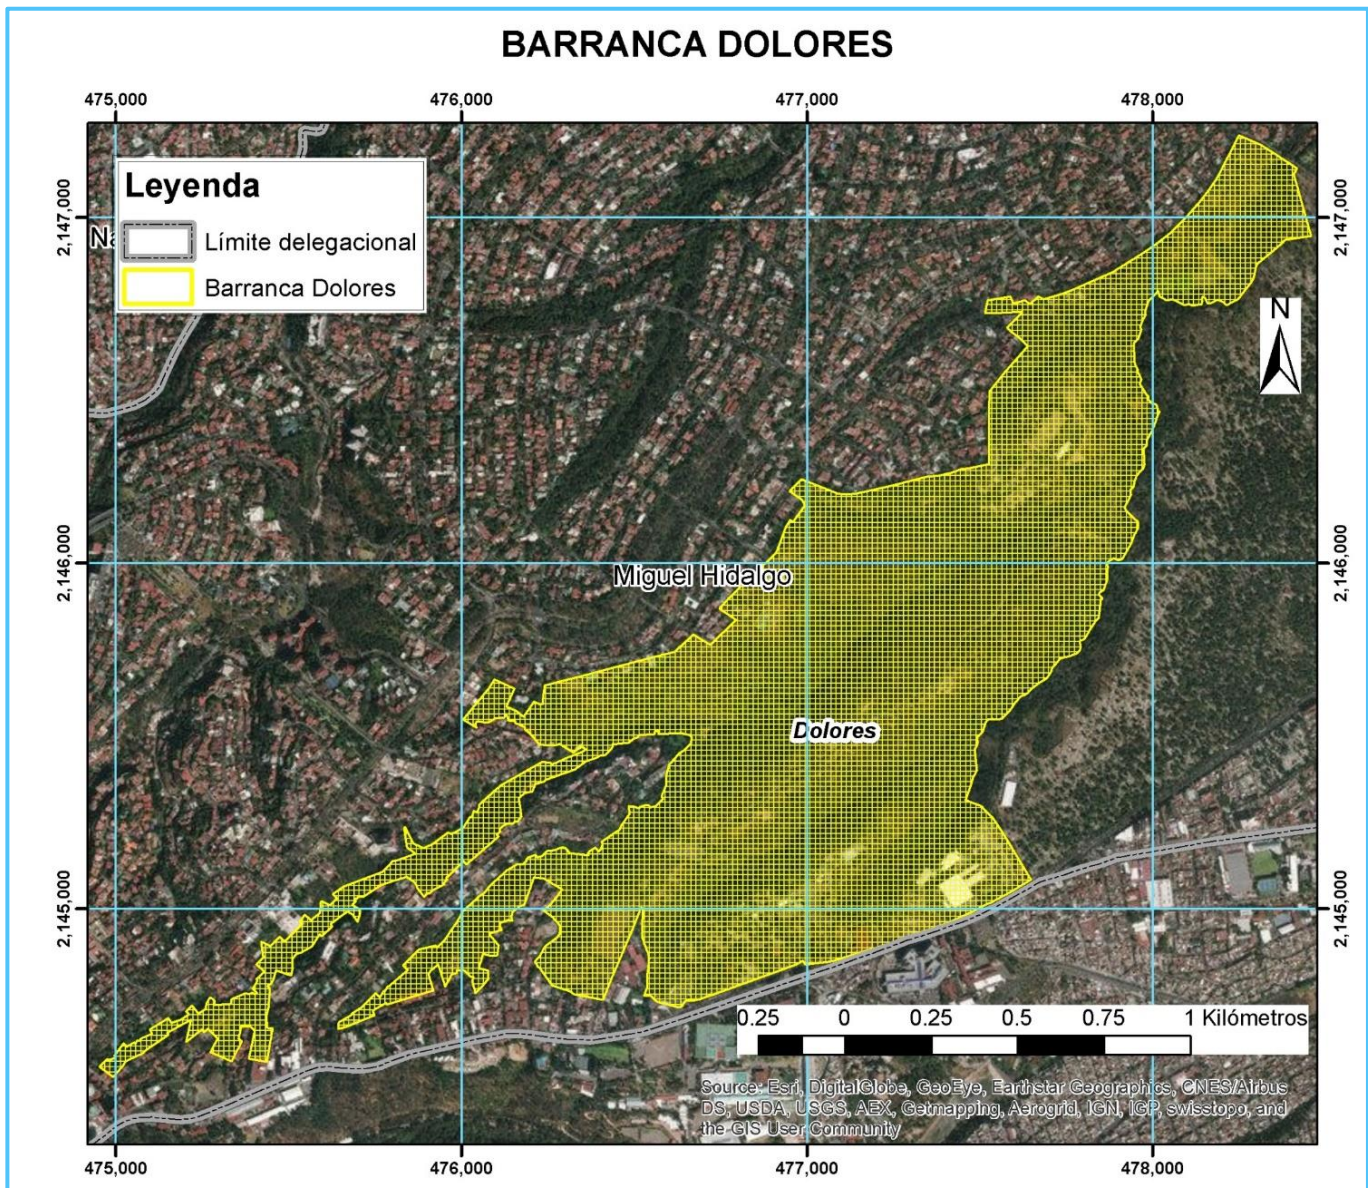 BARRANCA DOLORES
475,000
476,000
477,000
478,000
Leyenda
Límite delegacional
Barranca Dolores
Na
N
2,147,000
2,147,000
2,146,000
2,146,000
Miguel Hidalgo
Dolores
2,145,000
2,145,000
0.25 0 0.25 0.5 0.75 1 Kilómetros
Source: Esri, DigitalGlobe, GeoEye, Earthstar Geographics, CNES/Airbus
DS, USDA, USGS, AEX, Getmapping, Aerogrid, IGN, IGP, swisstopo, and
the GIS User Community
475,000
476,000
477,000
478,000